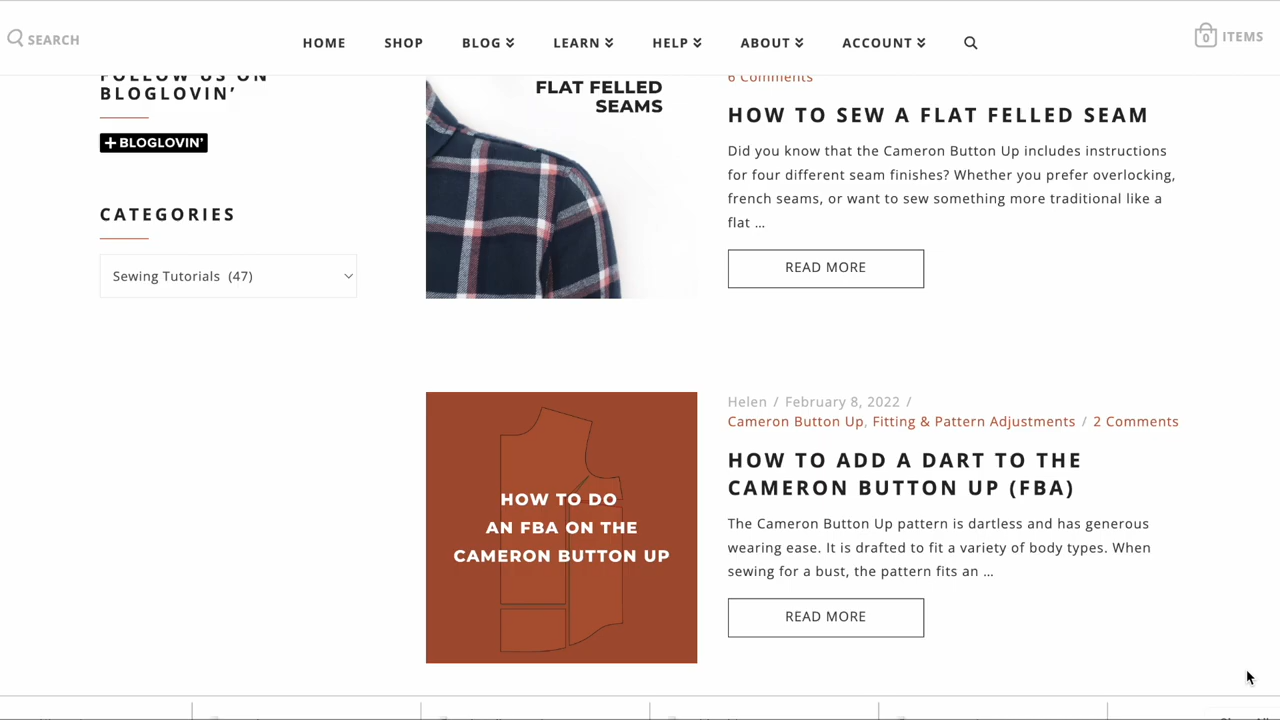 SEARCH
HOME
SHOP
BLOG
LEARN
HELP
ABOUT
ACCOUNT
0 ITEMS
FOLLOW US ON
BLOGLOVIN’
+ BLOGLOVIN’
CATEGORIES
Sewing Tutorials (47)
FLAT FELLED
SEAMS
6 Comments
HOW TO SEW A FLAT FELLED SEAM
Did you know that the Cameron Button Up includes instructions
for four different seam finishes? Whether you prefer overlocking,
french seams, or want to sew something more traditional like a
flat …
READ MORE
HOW TO DO
AN FBA ON THE
CAMERON BUTTON UP
Helen / February 8, 2022 /
Cameron Button Up, Fitting & Pattern Adjustments / 2 Comments
HOW TO ADD A DART TO THE
CAMERON BUTTON UP (FBA)
The Cameron Button Up pattern is dartless and has generous
wearing ease. It is drafted to fit a variety of body types. When
sewing for a bust, the pattern fits an …
READ MORE